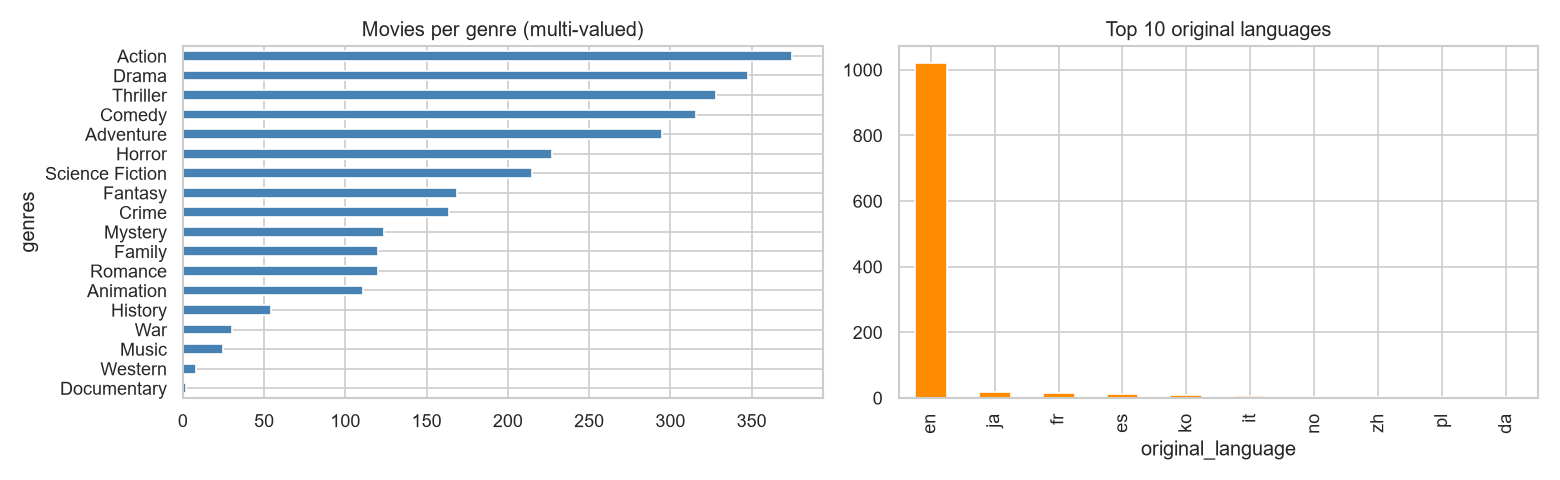 Movies per genre (multi-valued)
genres
Action
Drama
Thriller
Comedy
Adventure
Horror
Science Fiction
Fantasy
Crime
Mystery
Family
Romance
Animation
History
War
Music
Western
Documentary
0 50 100 150 200 250 300 350
Top 10 original languages
1000
800
600
400
200
0
en ja fr es ko it no zh pl da
original_language